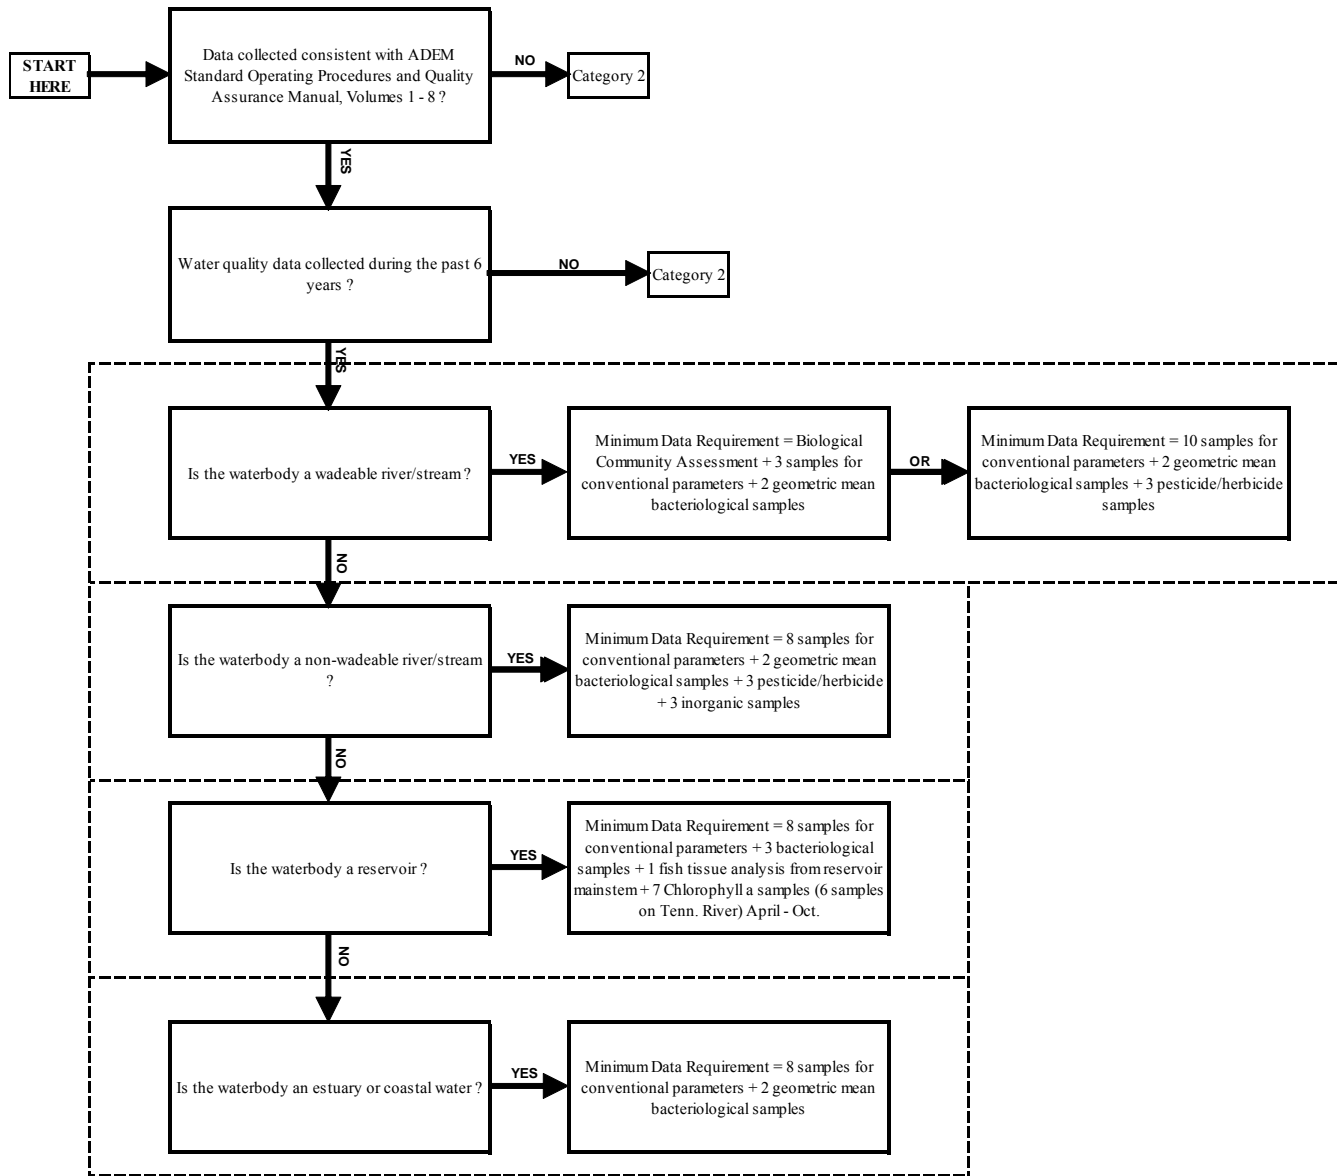 START
HERE
Data collected consistent with ADEM
Standard Operating Procedures and Quality
Assurance Manual, Volumes 1 - 8 ?
NO
Category 2
YES
Water quality data collected during the past 6
years ?
NO
Category 2
YES
Is the waterbody a wadeable river/stream ?
YES
Minimum Data Requirement = Biological
Community Assessment + 3 samples for
conventional parameters + 2 geometric mean
bacteriological samples
OR
Minimum Data Requirement = 10 samples for
conventional parameters + 2 geometric mean
bacteriological samples + 3 pesticide/herbicide
samples
NO
Is the waterbody a non-wadeable river/stream
?
YES
Minimum Data Requirement = 8 samples for
conventional parameters + 2 geometric mean
bacteriological samples + 3 pesticide/herbicide
+ 3 inorganic samples
NO
Is the waterbody a reservoir ?
YES
Minimum Data Requirement = 8 samples for
conventional parameters + 3 bacteriological
samples + 1 fish tissue analysis from reservoir
mainstem + 7 Chlorophyll a samples (6 samples
on Tenn. River) April - Oct.
NO
Is the waterbody an estuary or coastal water ?
YES
Minimum Data Requirement = 8 samples for
conventional parameters + 2 geometric mean
bacteriological samples